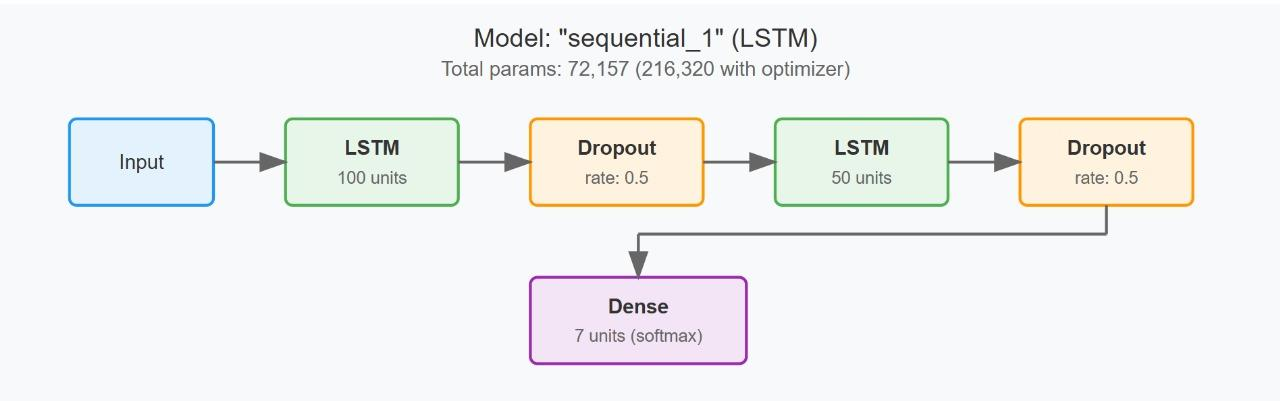 Model: "sequential_1" (LSTM)
Total params: 72,157 (216,320 with optimizer)
Input
LSTM
100 units
Dropout
rate: 0.5
LSTM
50 units
Dropout
rate: 0.5
Dense
7 units (softmax)